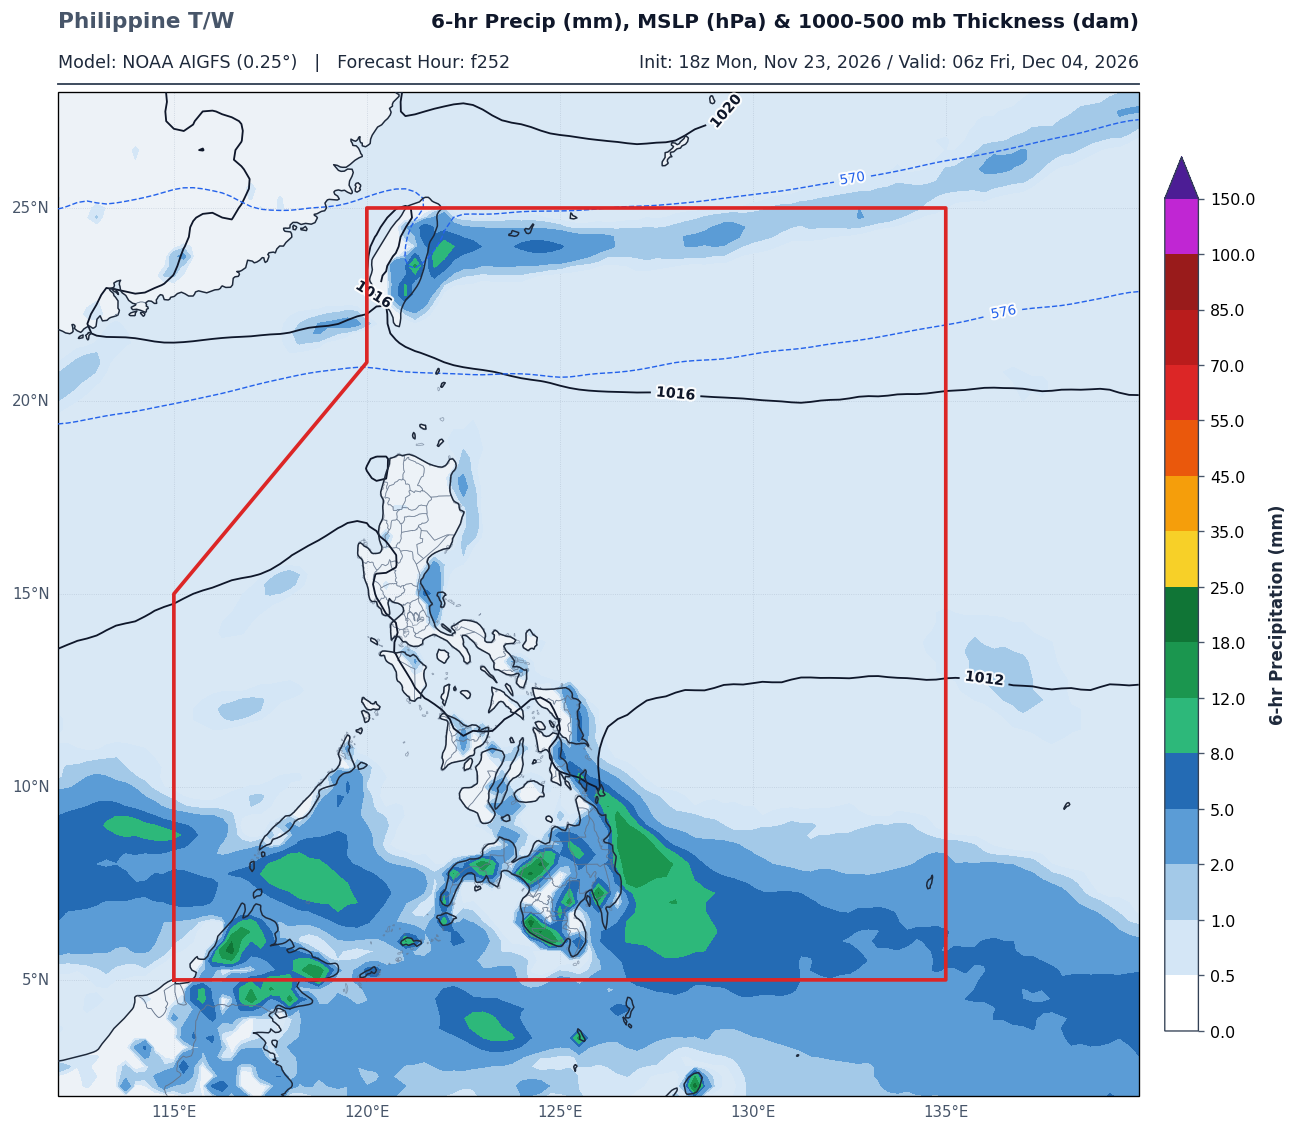 Philippine T/W
6-hr Precip (mm), MSLP (hPa) & 1000-500 mb Thickness (dam)
Model: NOAA AIGFS (0.25°) | Forecast Hour: f252
Init: 18z Mon, Nov 23, 2026 / Valid: 06z Fri, Dec 04, 2026
1020
570
150.0
25°N
100.0
1016
576
85.0
70.0
20°N
1016
55.0
45.0
35.0
15°N
25.0
18.0
1012
12.0
10°N
8.0
5.0
2.0
1.0
5°N
0.5
0.0
6-hr Precipitation (mm)
115°E
120°E
125°E
130°E
135°E